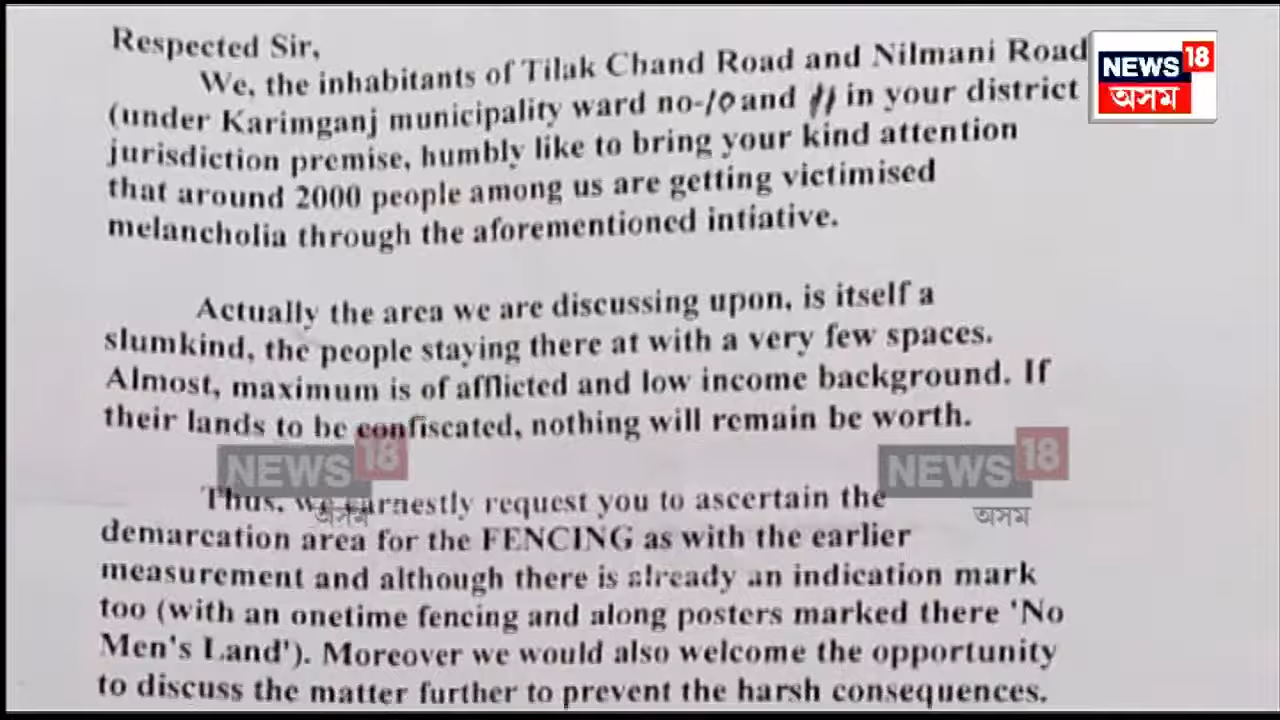 Respected Sir,
We, the inhabitants of Tilak Chand Road and Nilmani Road
(under Karimganj municipality ward no-10 and 11 in your district
jurisdiction premise, humbly like to bring your kind attention
that around 2000 people among us are getting victimised
melancholia through the aforementioned intiative.
Actually the area we are discussing upon, is itself a
slumkind, the people staying there at with a very few spaces.
Almost, maximum is of afflicted and low income background. If
their lands to be confiscated, nothing will remain be worth.
Thus, we earnestly request you to ascertain the
demarcation area for the FENCING as with the earlier
measurement and although there is already an indication mark
too (with an onetime fencing and along posters marked there 'No
Men's Land'). Moreover we would also welcome the opportunity
to discuss the matter further to prevent the harsh consequences.
NEWS 18
অসম
NEWS 18
অসম
NEWS 18
অসম